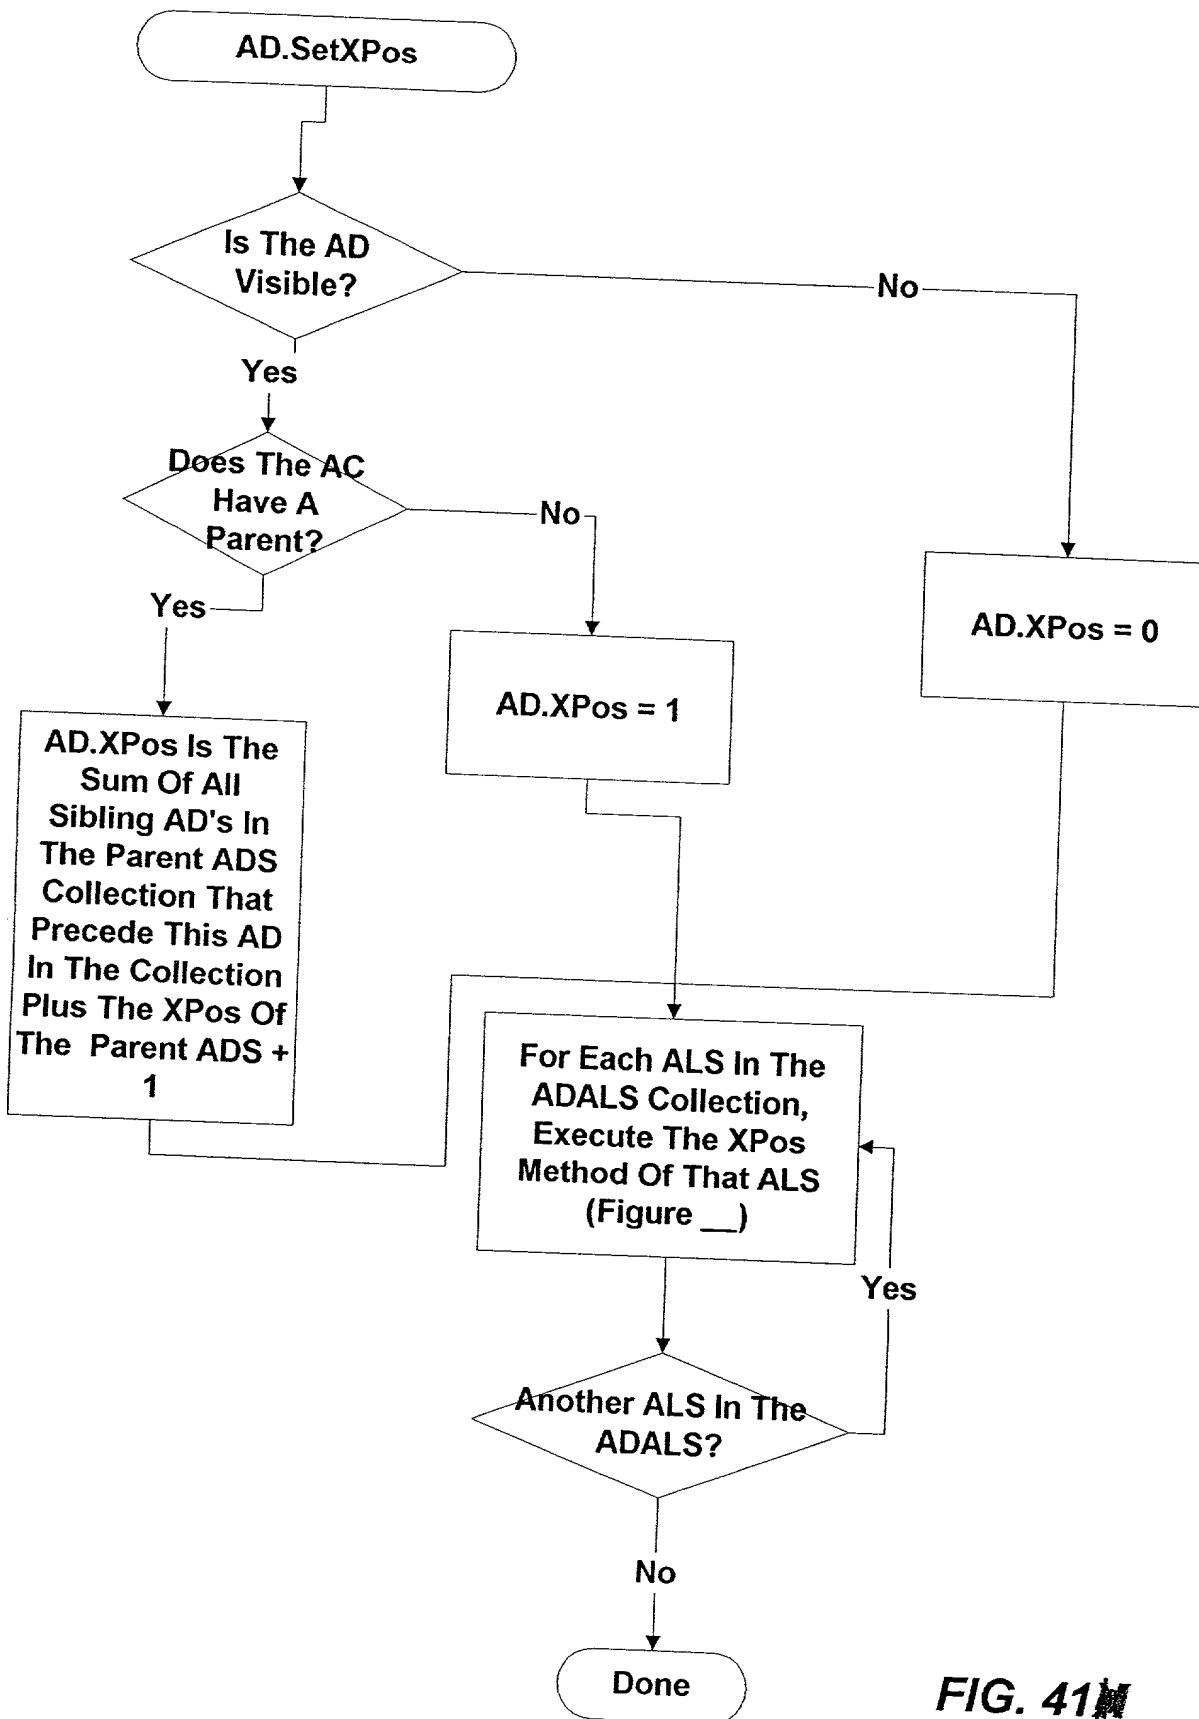 AD.SetXPos
Is The AD
Visible?
No
Yes
Does The AC
Have A
Parent?
No
Yes
AD.XPos = 0
AD.XPos = 1
AD.XPos Is The
Sum Of All
Sibling AD's In
The Parent ADS
Collection That
Precede This AD
In The Collection
Plus The XPos Of
The Parent ADS +
1
For Each ALS In The
ADALS Collection,
Execute The XPos
Method Of That ALS
(Figure __)
Yes
Another ALS In The
ADALS?
No
Done
FIG. 41